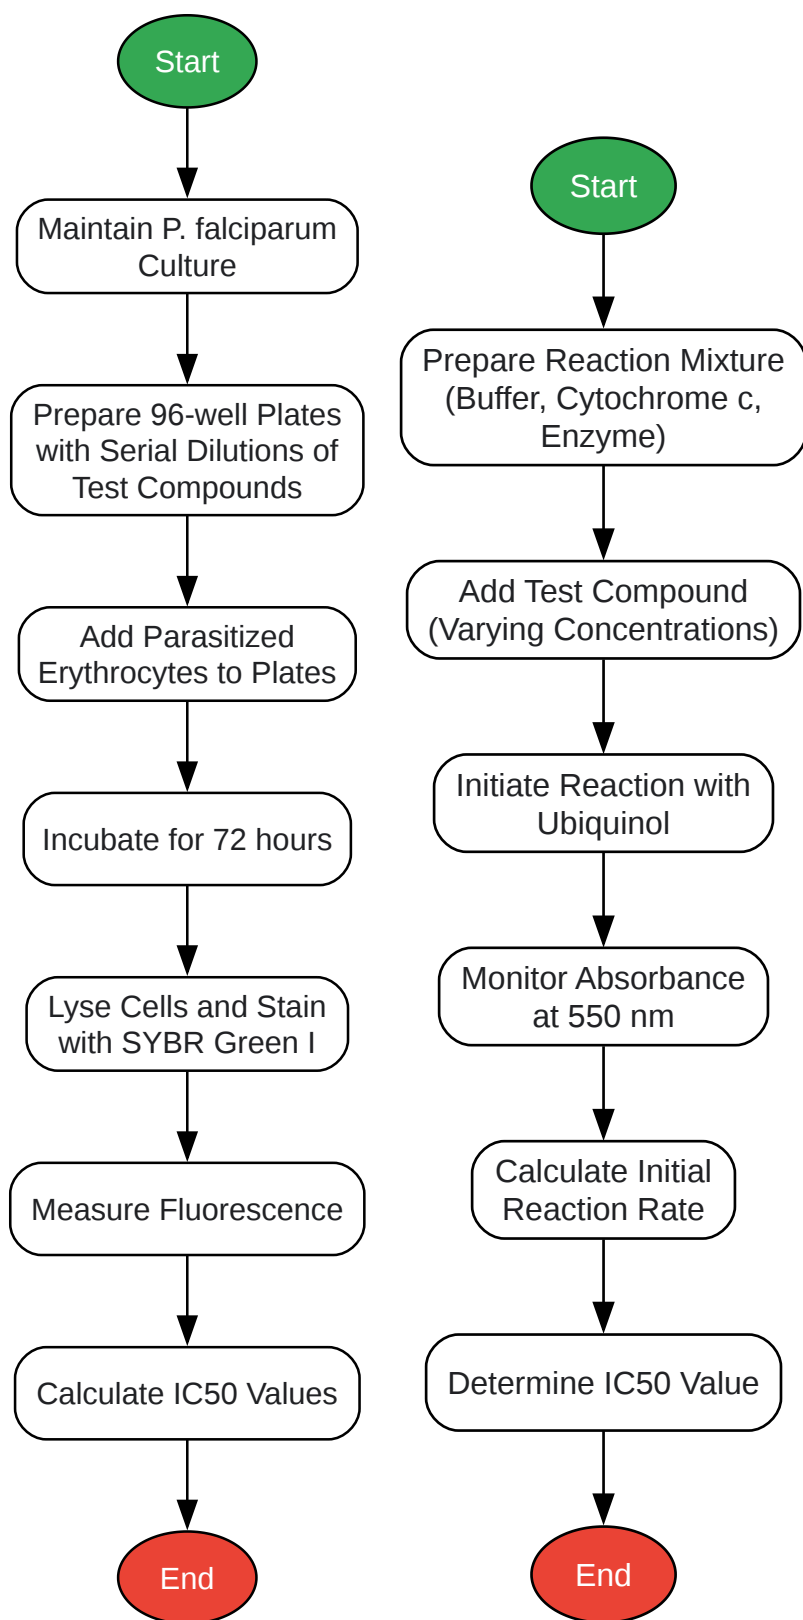 Start
Maintain P. falciparum
Culture
Prepare 96-well Plates
with Serial Dilutions of
Test Compounds
Add Parasitized
Erythrocytes to Plates
Incubate for 72 hours
Lyse Cells and Stain
with SYBR Green I
Measure Fluorescence
Calculate IC50 Values
End
Start
Prepare Reaction Mixture
(Buffer, Cytochrome c,
Enzyme)
Add Test Compound
(Varying Concentrations)
Initiate Reaction with
Ubiquinol
Monitor Absorbance
at 550 nm
Calculate Initial
Reaction Rate
Determine IC50 Value
End